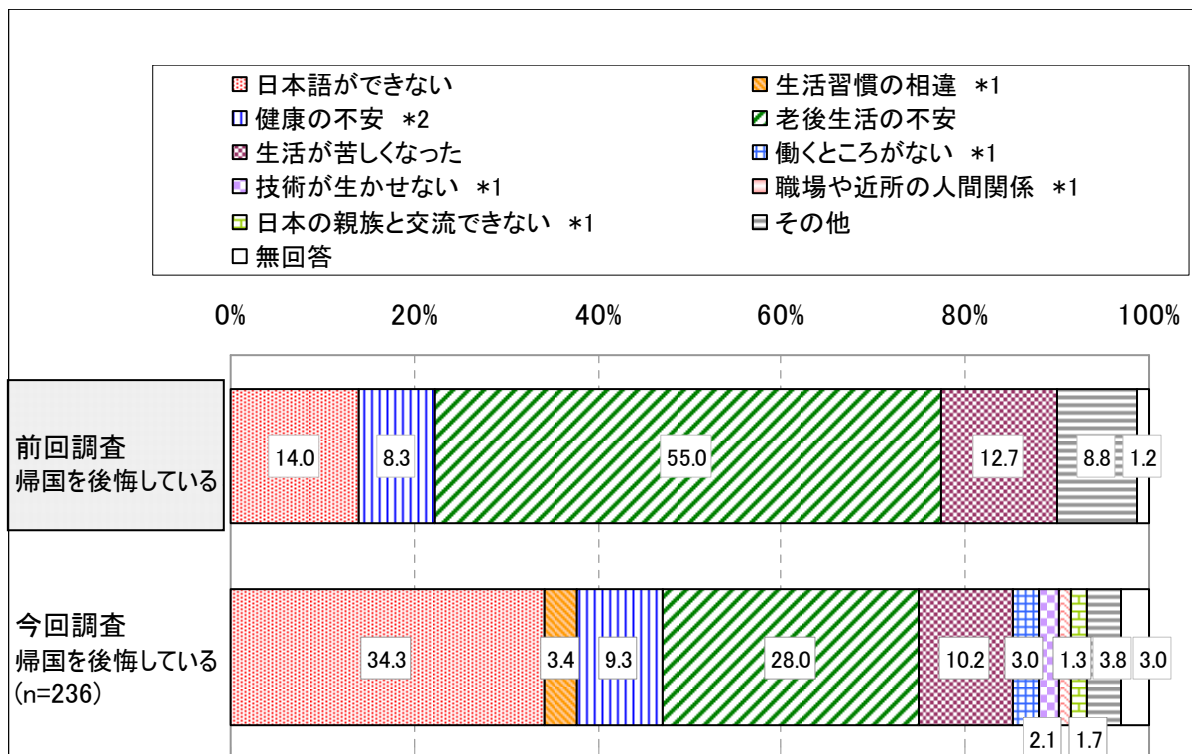 日本語ができない
生活習慣の相違 *1
健康の不安 *2
老後生活の不安
生活が苦しくなった
働くところがない *1
技術が生かせない *1
職場や近所の人間関係 *1
日本の親族と交流できない *1
その他
無回答
0% 20% 40% 60% 80% 100%
前回調査
帰国を後悔している
14.0 8.3 55.0 12.7 8.8 1.2
今回調査
帰国を後悔している
(n=236)
34.3 3.4 9.3 28.0 10.2 3.0 1.3 3.8 3.0
2.1 1.7